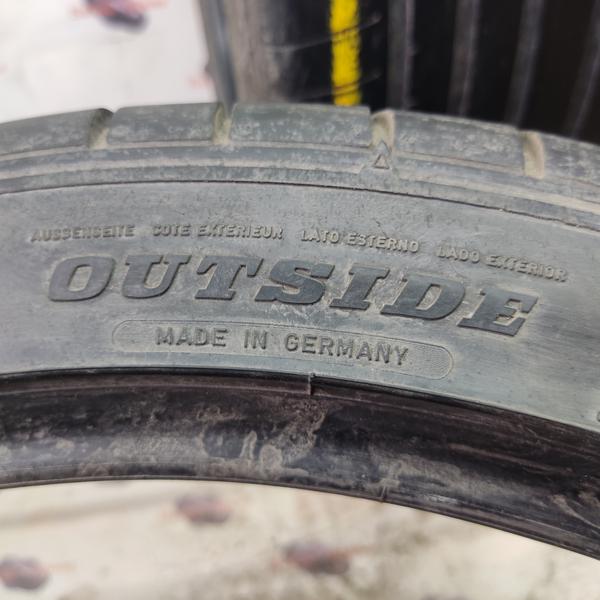 AUSSENSEITE COTE EXTERIEUR LATO ESTERNO LADO EXTERIOR
OUTSIDE
MADE IN GERMANY